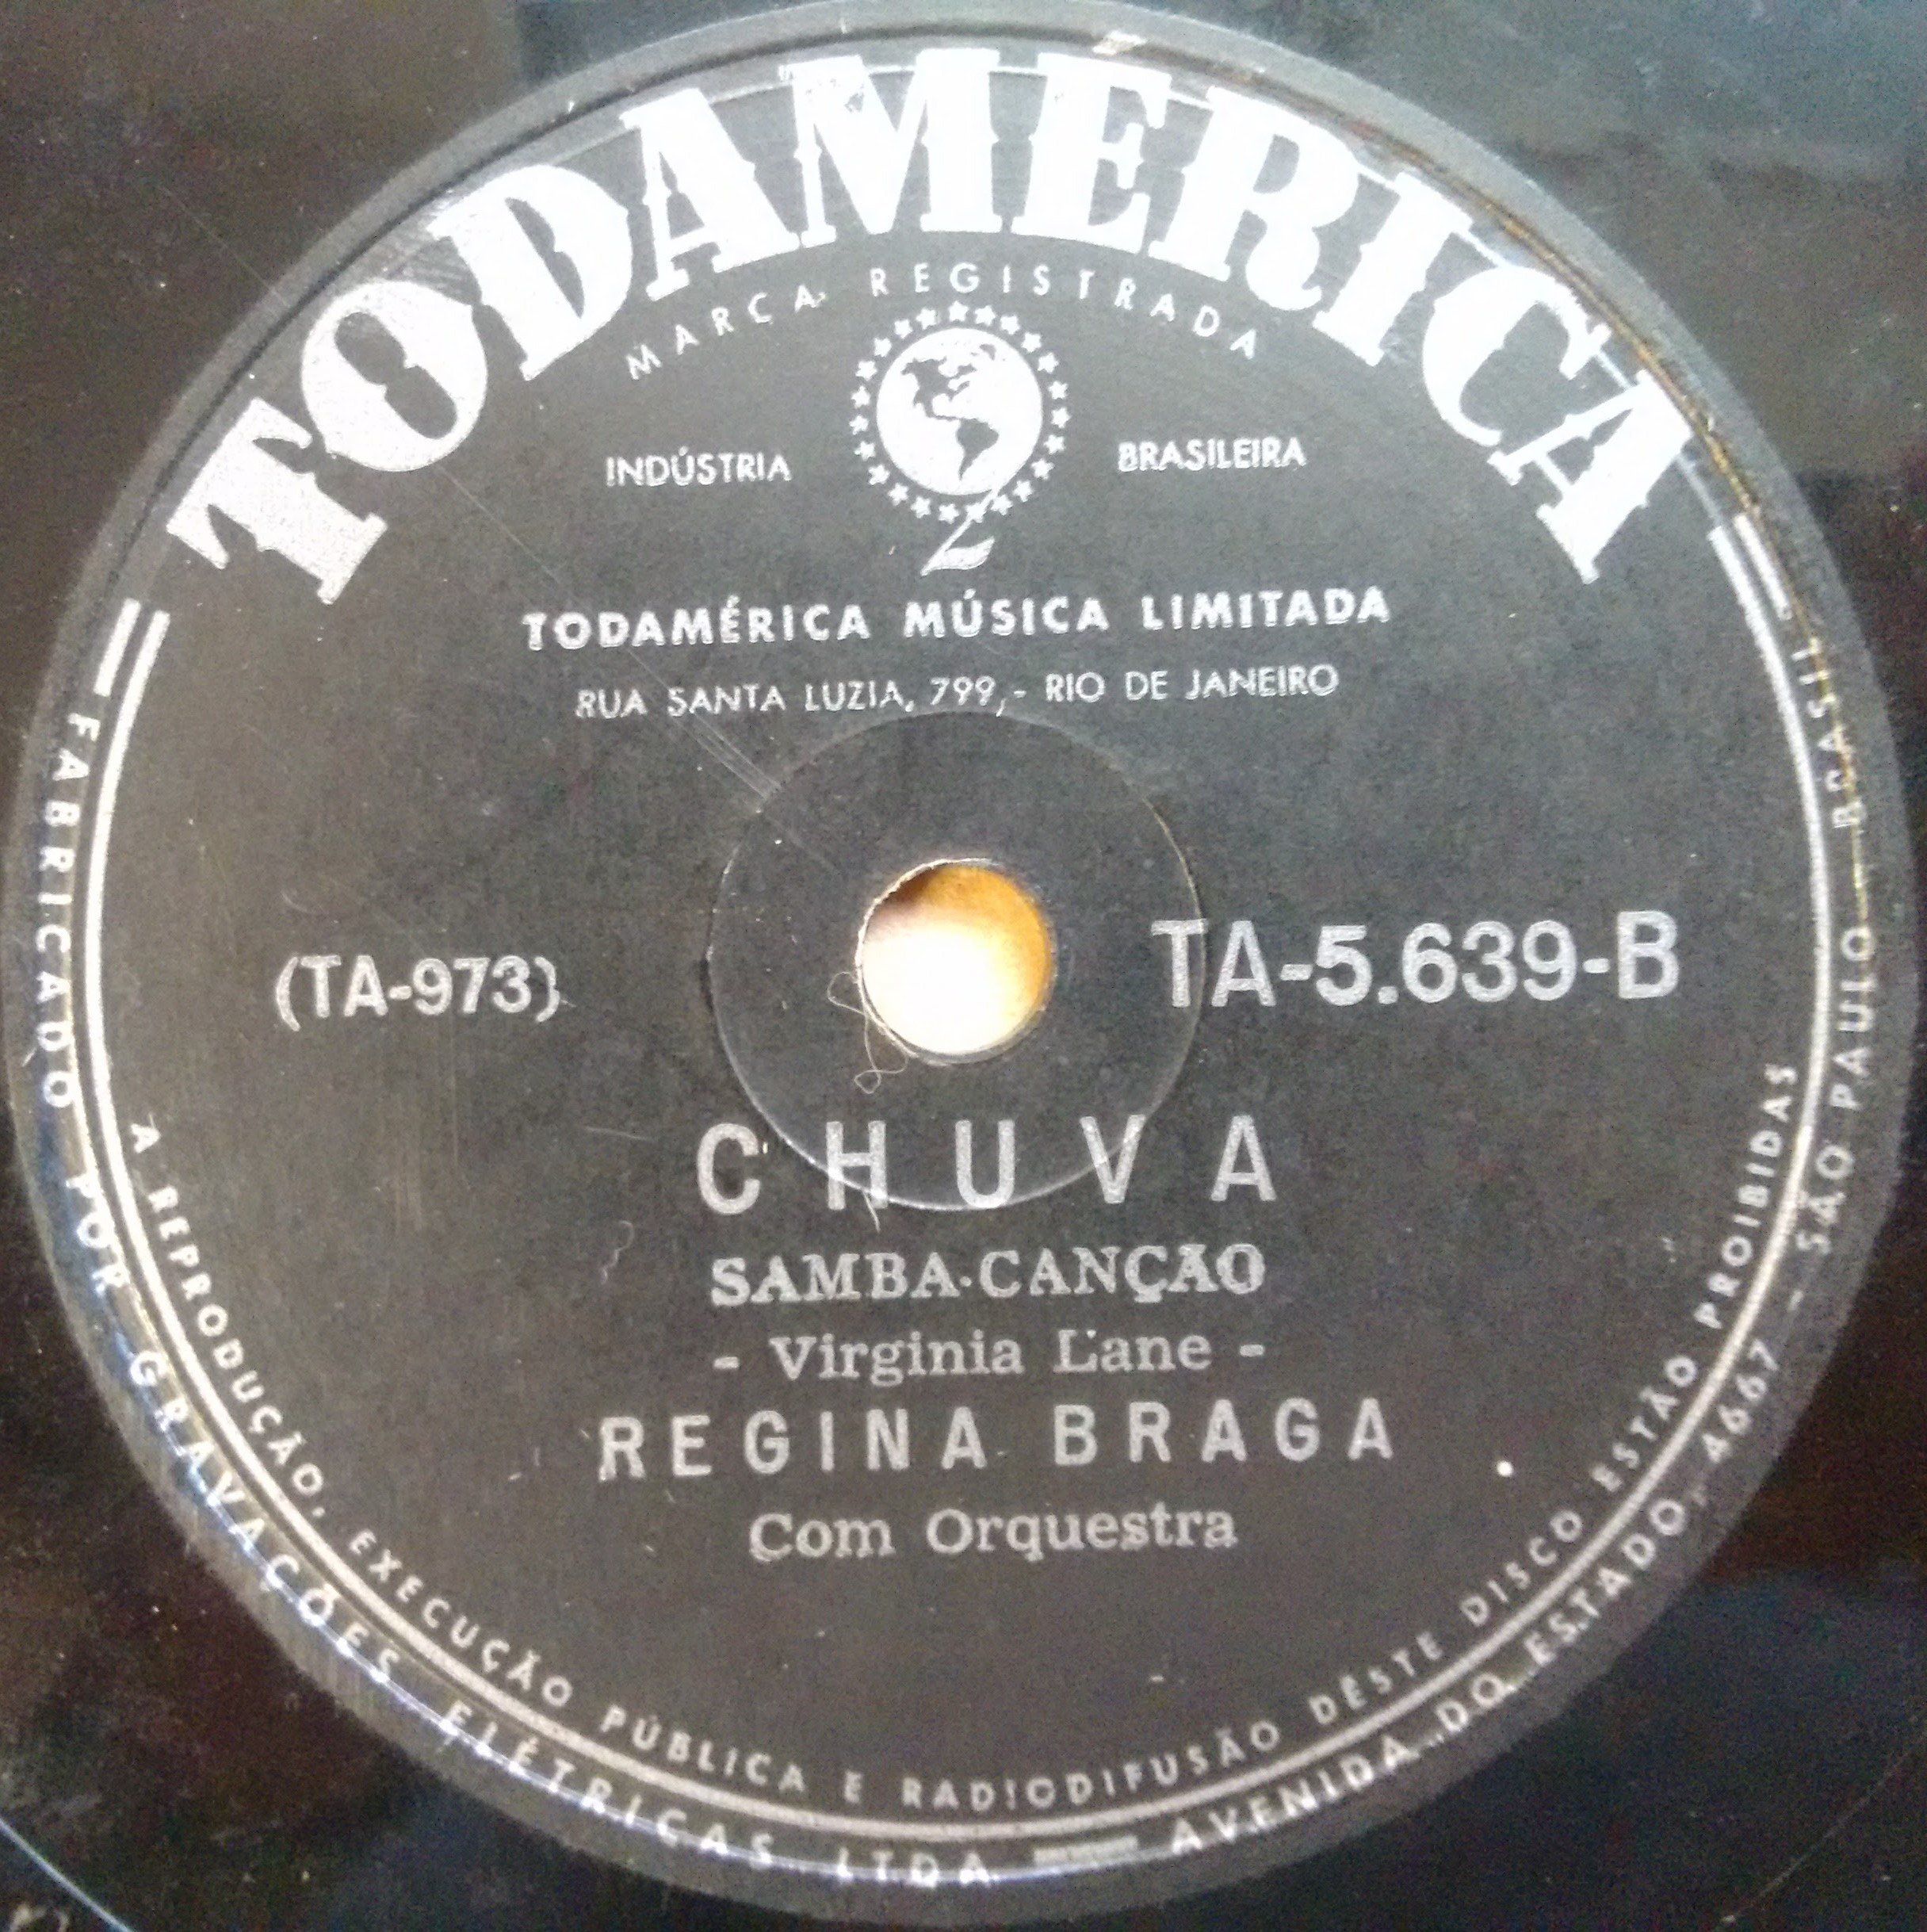 TODAMÉRICA
MARCA REGISTRADA
INDÚSTRIA BRASILEIRA
2
TODAMÉRICA MÚSICA LIMITADA
RUA SANTA LUZIA, 799, - RIO DE JANEIRO
(TA-973)
TA-5.639-B
CHUVA
SAMBA-CANÇÃO
- Virginia Lane -
REGINA BRAGA
Com Orquestra
A REPRODUÇÃO, EXECUÇÃO PÚBLICA E RADIODIFUSÃO DÊSTE DISCO ESTÃO PROIBIDAS
FABRICADO POR GRAVAÇÕES ELÉTRICAS LTDA — AVENIDA DO ESTADO, 4667 - SÃO PAULO - BRASIL